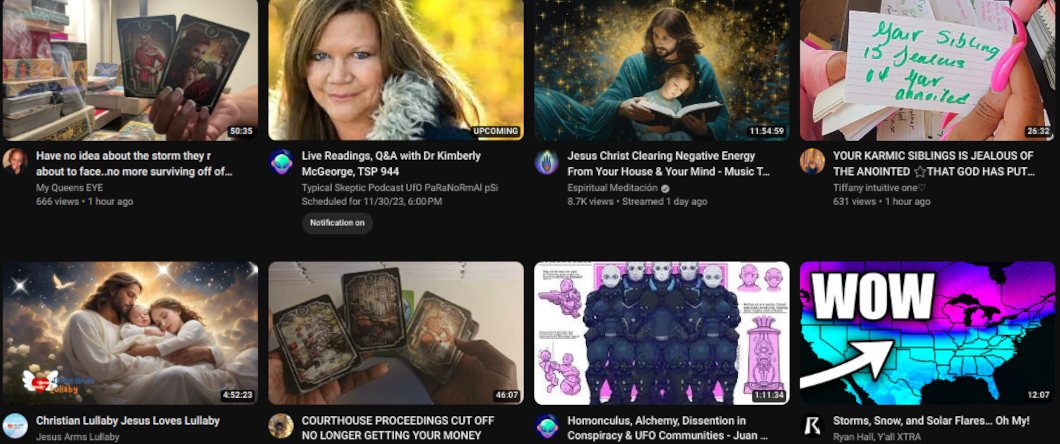 50:35
UPCOMING
11:54:59
Your Sibling
is Jealous
of Your
annoited
26:32
Have no idea about the storm they r
about to face..no more surviving off of...
My Queens EYE
666 views • 1 hour ago
Live Readings, Q&A with Dr Kimberly
McGeorge, TSP 944
Typical Skeptic Podcast UfO PaRaNoRmAl pSi
Scheduled for 11/30/23, 6:00 PM
Notification on
Jesus Christ Clearing Negative Energy
From Your House & Your Mind - Music T...
Espiritual Meditación
8.7K views • Streamed 1 day ago
YOUR KARMIC SIBLINGS IS JEALOUS OF
THE ANOINTED ☆THAT GOD HAS PUT...
Tiffany intuitive one♡
631 views • 1 hour ago
Lullaby
4:52:23
46:07
1:11:34
WOW
12:07
Christian Lullaby Jesus Loves Lullaby
Jesus Arms Lullaby
COURTHOUSE PROCEEDINGS CUT OFF
NO LONGER GETTING YOUR MONEY
Homonculus, Alchemy, Dissention in
Conspiracy & UFO Communities - Juan ...
Storms, Snow, and Solar Flares... Oh My!
Ryan Hall, Y'all XTRA